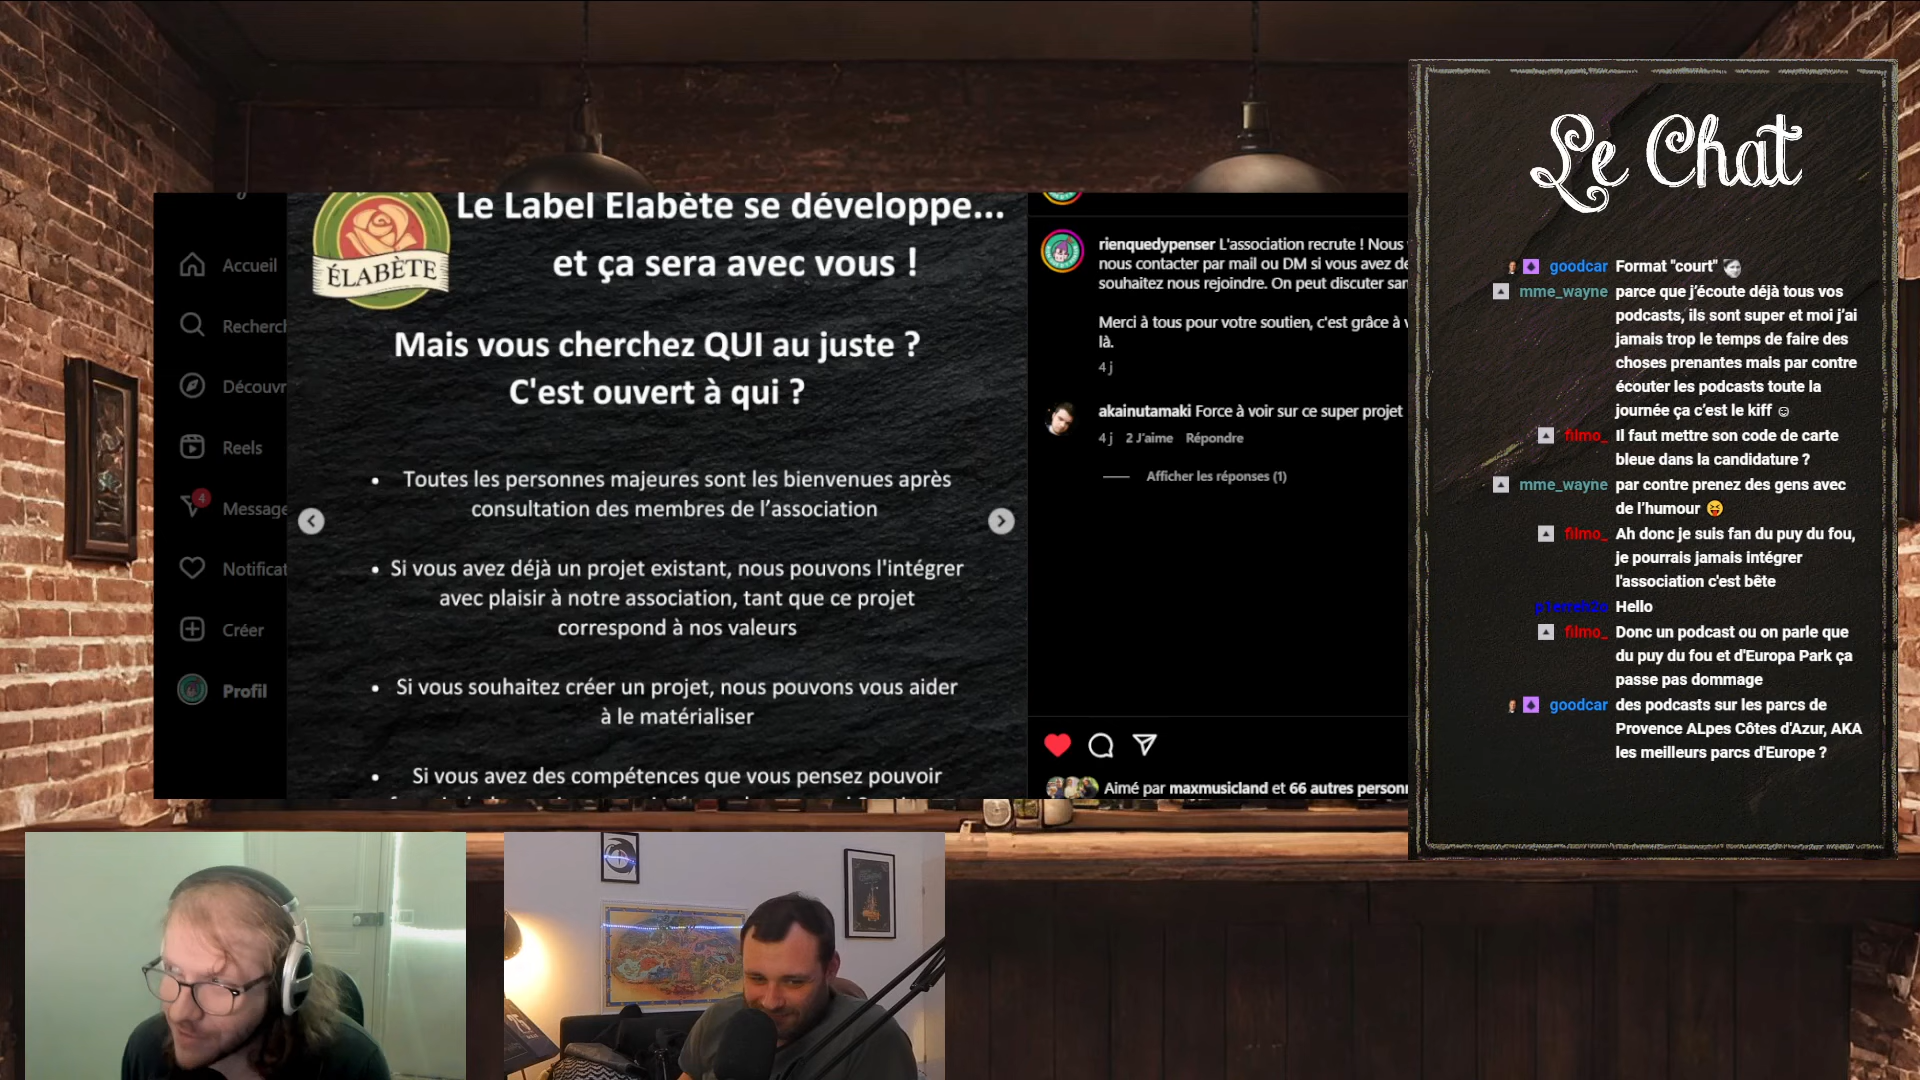 Accueil
Recherch
Découvr
Reels
4
Message
Notificat
Créer
Profil
ÉLABÈTE
Le Label Elabète se développe...
et ça sera avec vous !
Mais vous cherchez QUI au juste ?
C'est ouvert à qui ?
• Toutes les personnes majeures sont les bienvenues après
consultation des membres de l'association
• Si vous avez déjà un projet existant, nous pouvons l'intégrer
avec plaisir à notre association, tant que ce projet
correspond à nos valeurs
• Si vous souhaitez créer un projet, nous pouvons vous aider
à le matérialiser
• Si vous avez des compétences que vous pensez pouvoir
rienquedypenser L'association recrute ! Nous
nous contacter par mail ou DM si vous avez de
souhaitez nous rejoindre. On peut discuter san
Merci à tous pour votre soutien, c'est grâce à v
là.
4 j
akainutamaki Force à voir sur ce super projet
4 j 2 J'aime Répondre
Afficher les réponses (1)
Aimé par maxmusicland et 66 autres personn
Le Chat
goodcar Format "court"
mme_wayne parce que j'écoute déjà tous vos
podcasts, ils sont super et moi j'ai
jamais trop le temps de faire des
choses prenantes mais par contre
écouter les podcasts toute la
journée ça c'est le kiff ☺
filmo_ Il faut mettre son code de carte
bleue dans la candidature ?
mme_wayne par contre prenez des gens avec
de l'humour 😝
filmo_ Ah donc je suis fan du puy du fou,
je pourrais jamais intégrer
l'association c'est bête
p1erreh2o Hello
filmo_ Donc un podcast ou on parle que
du puy du fou et d'Europa Park ça
passe pas dommage
goodcar des podcasts sur les parcs de
Provence ALpes Côtes d'Azur, AKA
les meilleurs parcs d'Europe ?